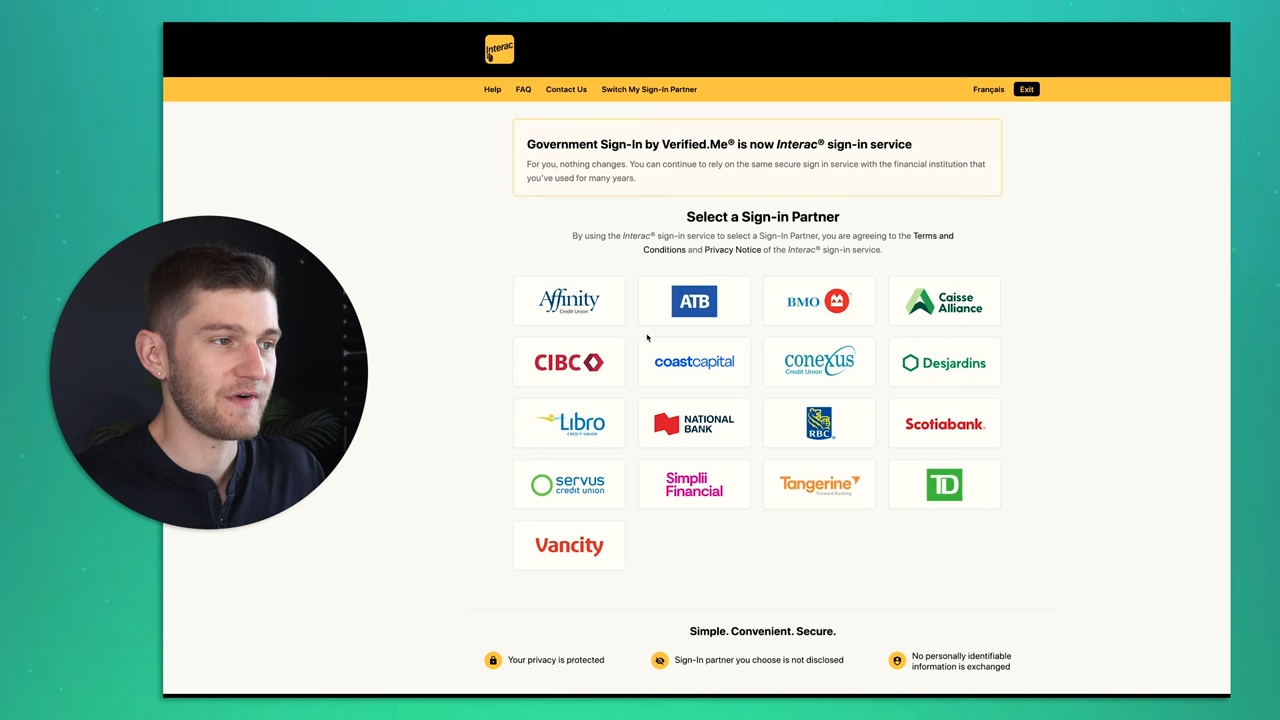 Interac
Help FAQ Contact Us Switch My Sign-In Partner Français Exit
Government Sign-In by Verified.Me® is now Interac® sign-in service
For you, nothing changes. You can continue to rely on the same secure sign in service with the financial institution that
you've used for many years.
Select a Sign-in Partner
By using the Interac® sign-in service to select a Sign-In Partner, you are agreeing to the Terms and
Conditions and Privacy Notice of the Interac® sign-in service.
Affinity
Credit Union
ATB
BMO
Caisse
Alliance
CIBC
coastcapital
conexus
Credit Union
Desjardins
Libro
CREDIT UNION
NATIONAL
BANK
RBC®
Scotiabank®
servus
credit union
Simplii
Financial
Tangerine
Forward Banking
TD
Vancity
Simple. Convenient. Secure.
Your privacy is protected
Sign-In partner you choose is not disclosed
No personally identifiable
information is exchanged